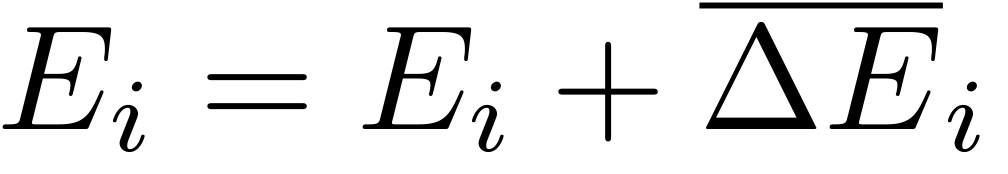 $E_i = E_i + \overline{\Delta E}_i$